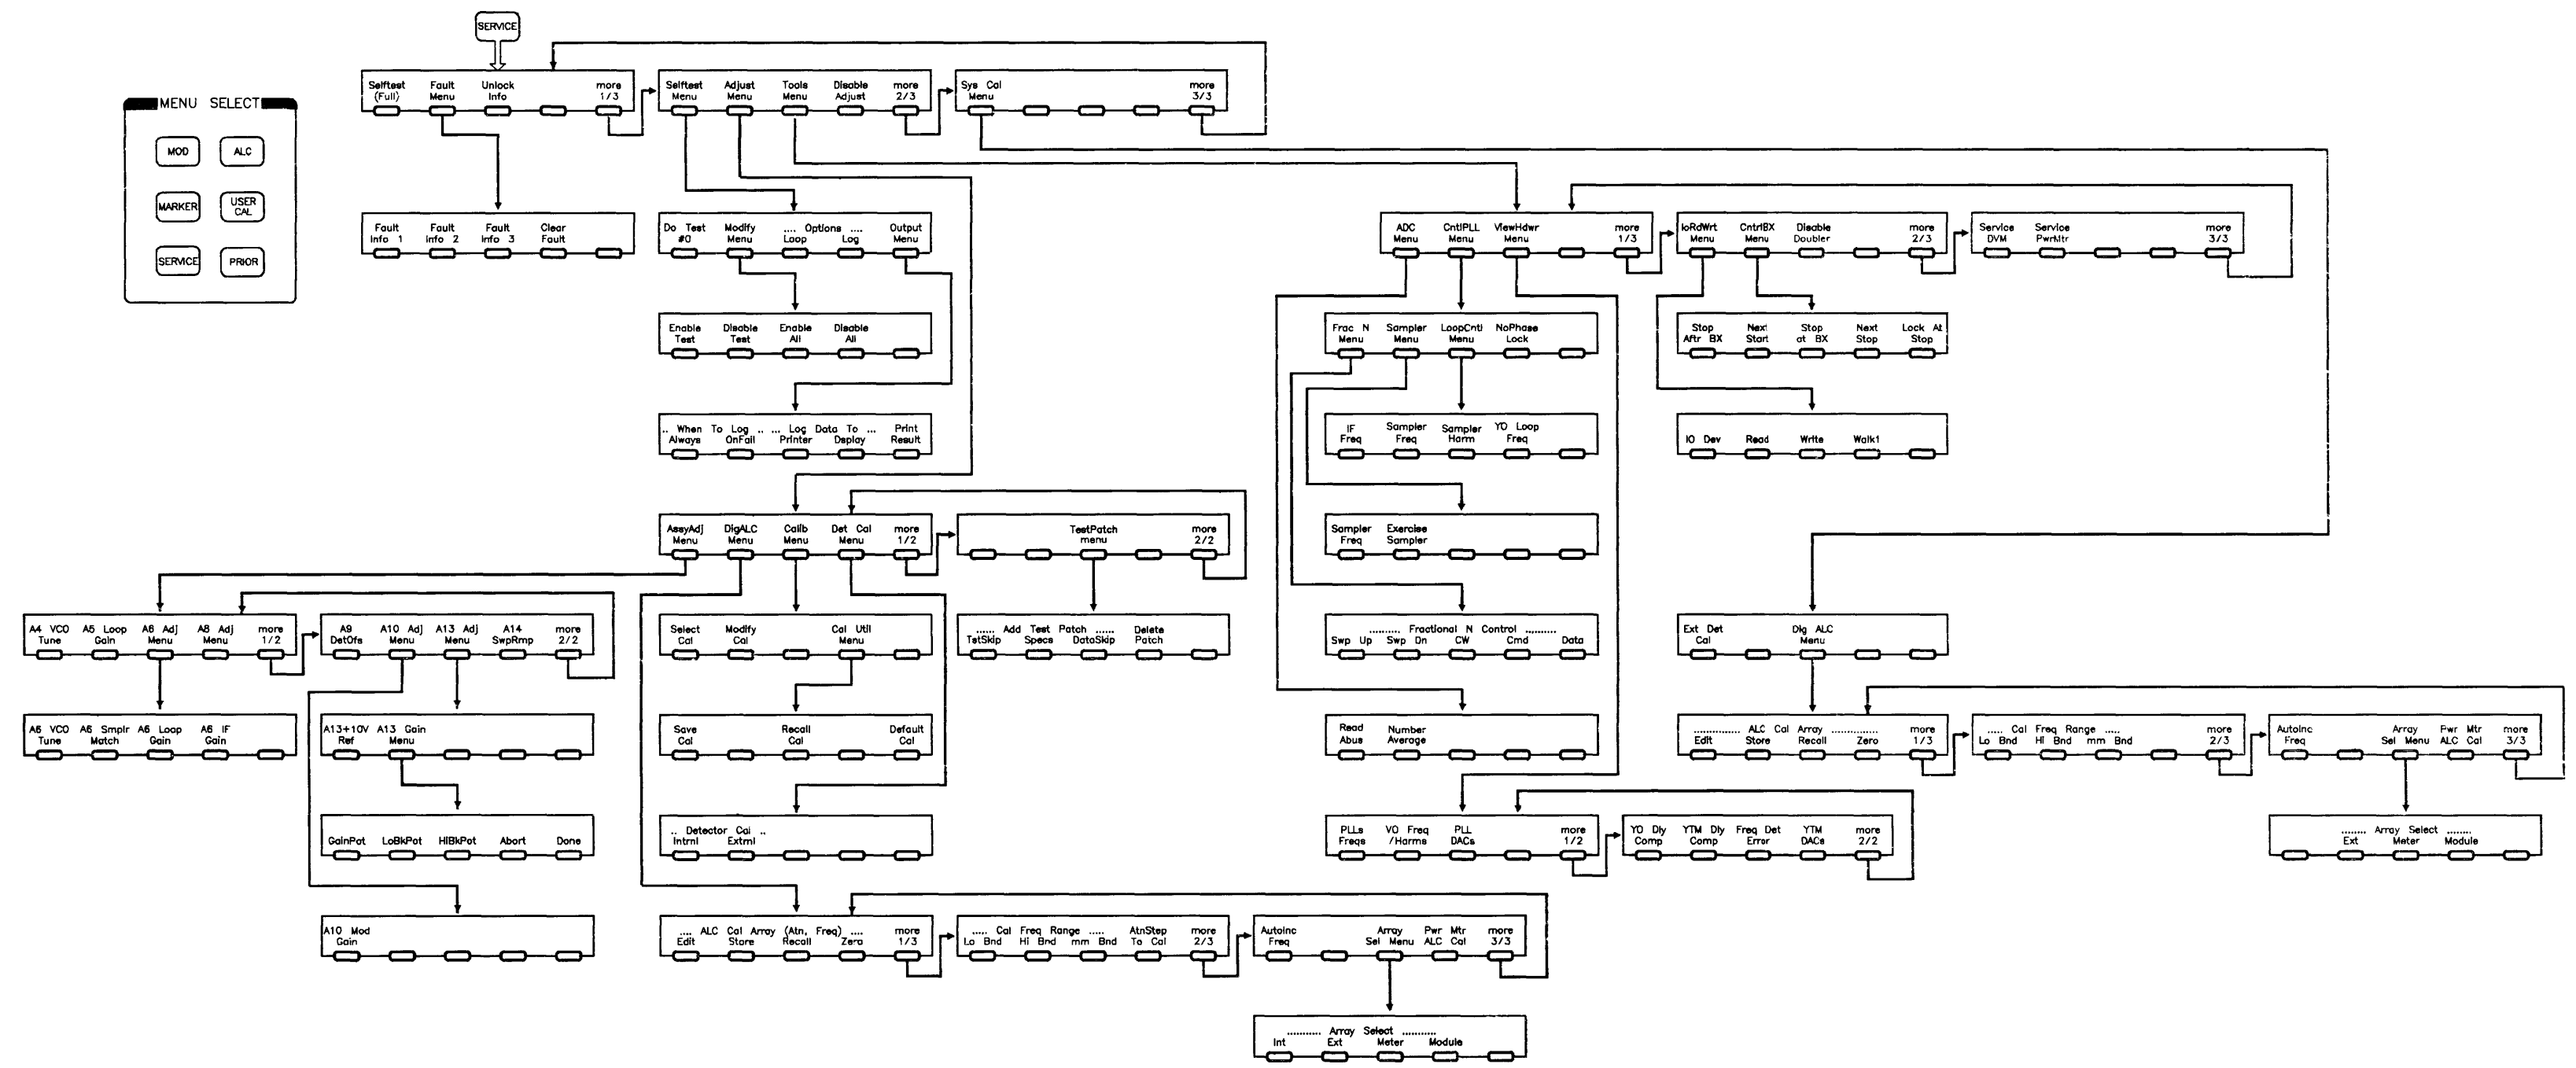 SERVICE
MENU SELECT
MOD ALC
MARKER USER CAL
SERVICE PRIOR
Selftest (Full)
Fault Menu
Unlock Info
more 1/3
Selftest Menu
Adjust Menu
Tools Menu
Disable Adjust
more 2/3
Sys Cal Menu
more 3/3
Fault Info 1
Fault Info 2
Fault Info 3
Clear Fault
Do Test #0
Modify Menu
.... Options ....
Loop
Log
Output Menu
Enable Test
Disable Test
Enable All
Disable All
.. When To Log ..
Always
OnFail
... Log Data To ...
Printer
Dsplay
Print Result
AssyAdj Menu
DigALC Menu
Calib Menu
Det Cal Menu
more 1/2
TestPatch menu
more 2/2
A4 VCO Tune
A5 Loop Gain
A6 Adj Menu
A8 Adj Menu
more 1/2
A9 DetOfs
A10 Adj Menu
A13 Adj Menu
A14 SwpRmp
more 2/2
Select Cal
Modify Cal
Cal Util Menu
...... Add Test Patch ......
TstSkip
Specs
DataSkip
Delete Patch
A6 VCO Tune
A6 Smplr Match
A6 Loop Gain
A6 IF Gain
A13+10V Ref
A13 Gain Menu
Save Cal
Recall Cal
Default Cal
GainPot
LoBkPot
HiBkPot
Abort
Done
.. Detector Cal ..
Intrnl
Extrnl
A10 Mod Gain
.... ALC Cal Array (Atn, Freq) ....
Edit
Store
Recall
Zero
more 1/3
.... Cal Freq Range .....
Lo Bnd
Hi Bnd
mm Bnd
AtnStep To Cal
more 2/3
AutoInc Freq
Array Sel Menu
Pwr Mtr ALC Cal
more 3/3
........... Array Select ...........
Int
Ext
Meter
Module
ADC Menu
CntlPLL Menu
ViewHdwr Menu
more 1/3
IoRdWrt Menu
CntrlBX Menu
Disable Doubler
more 2/3
Service DVM
Service PwrMtr
more 3/3
Frac N Menu
Sampler Menu
LoopCntl Menu
NoPhase Lock
Stop Aftr BX
Next Start
Stop at BX
Next Stop
Lock At Stop
IF Freq
Sampler Freq
Sampler Harm
YO Loop Freq
IO Dev
Read
Write
Walk1
Sampler Freq
Exercise Sampler
.......... Fractional N Control ..........
Swp Up
Swp Dn
CW
Cmd
Data
Ext Det Cal
Dig ALC Menu
Read Abus
Number Average
.............. ALC Cal Array ..............
Edit
Store
Recall
Zero
more 1/3
..... Cal Freq Range .....
Lo Bnd
Hi Bnd
mm Bnd
more 2/3
AutoInc Freq
Array Sel Menu
Pwr Mtr ALC Cal
more 3/3
PLLs Freqs
VO Freq /Harms
PLL DACs
more 1/2
YO Dly Comp
YTM Dly Comp
Freq Det Error
YTM DACs
more 2/2
........ Array Select ........
Ext
Meter
Module